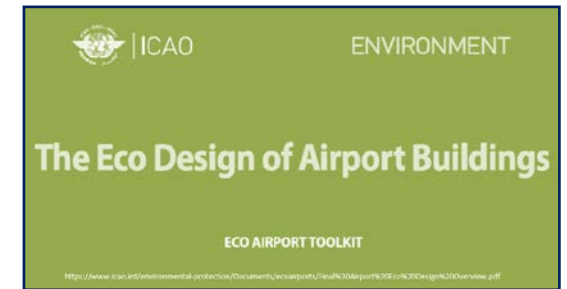 ICAO
ENVIRONMENT
The Eco Design of Airport Buildings
ECO AIRPORT TOOLKIT
https://www.icao.int/environmental-protection/Documents/ecoairports/Final%20Airport%20Eco%20Design%20Overview.pdf